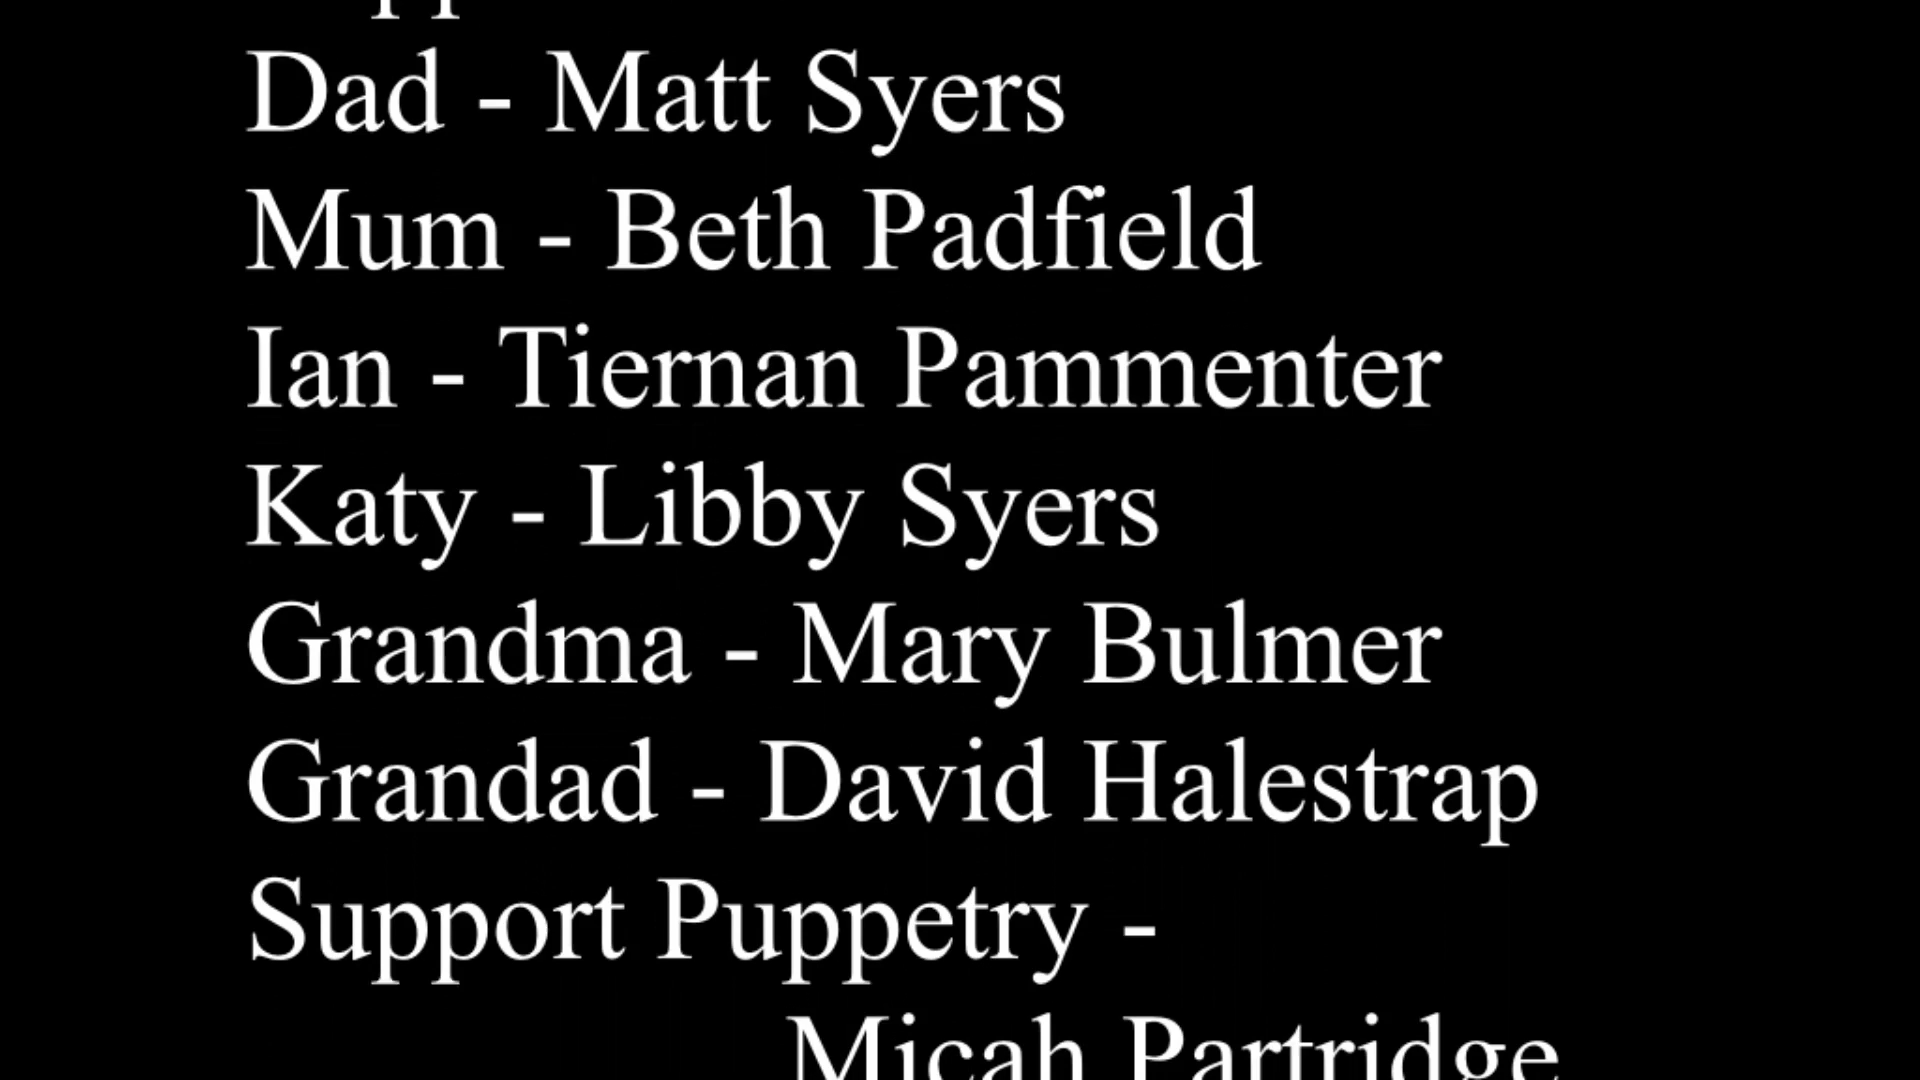 Dad - Matt Syers
Mum - Beth Padfield
Ian - Tiernan Pammenter
Katy - Libby Syers
Grandma - Mary Bulmer
Grandad - David Halestrap
Support Puppetry -
Micah Partridge